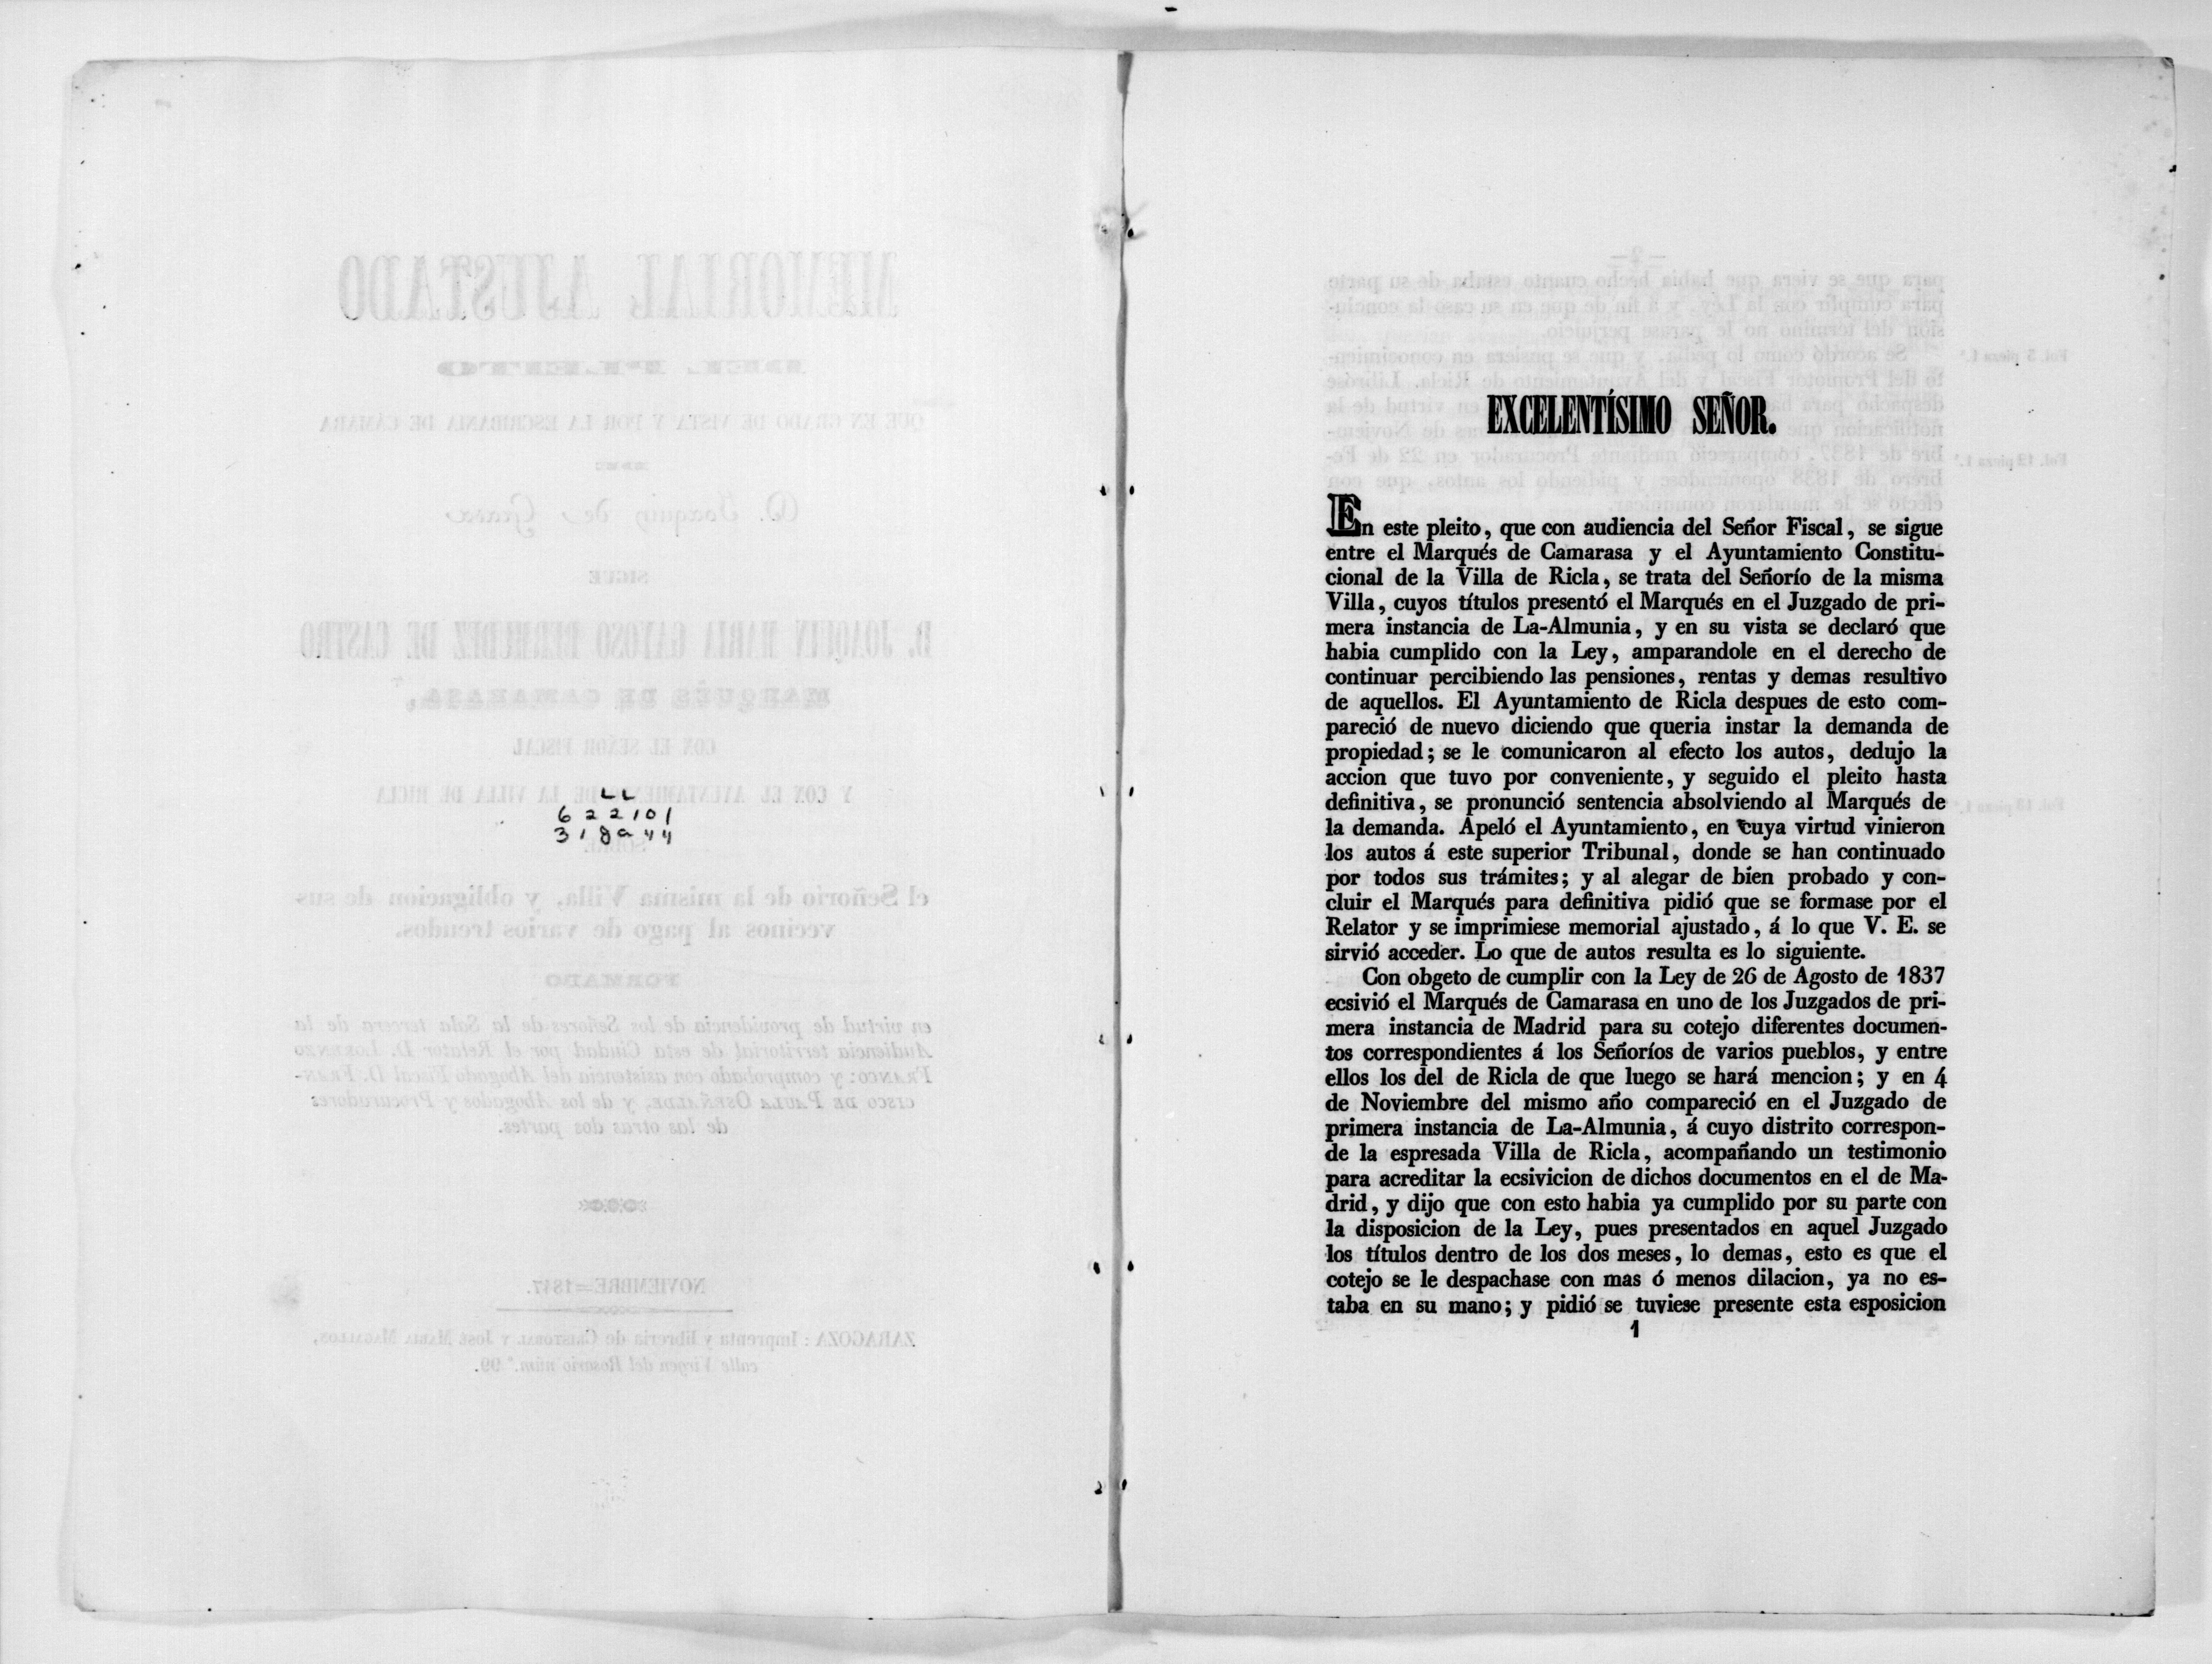 LL
622101
318944
EXCELENTÍSIMO SEÑOR.
En este pleito, que con audiencia del Señor Fiscal, se sigue
entre el Marqués de Camarasa y el Ayuntamiento Constitu-
cional de la Villa de Ricla, se trata del Señorío de la misma
Villa, cuyos títulos presentó el Marqués en el Juzgado de pri-
mera instancia de La-Almunia, y en su vista se declaró que
habia cumplido con la Ley, amparandole en el derecho de
continuar percibiendo las pensiones, rentas y demas resultivo
de aquellos. El Ayuntamiento de Ricla despues de esto com-
pareció de nuevo diciendo que queria instar la demanda de
propiedad; se le comunicaron al efecto los autos, dedujo la
accion que tuvo por conveniente, y seguido el pleito hasta
definitiva, se pronunció sentencia absolviendo al Marqués de
la demanda. Apeló el Ayuntamiento, en cuya virtud vinieron
los autos á este superior Tribunal, donde se han continuado
por todos sus trámites; y al alegar de bien probado y con-
cluir el Marqués para definitiva pidió que se formase por el
Relator y se imprimiese memorial ajustado, á lo que V. E. se
sirvió acceder. Lo que de autos resulta es lo siguiente.
Con obgeto de cumplir con la Ley de 26 de Agosto de 1837
ecsivió el Marqués de Camarasa en uno de los Juzgados de pri-
mera instancia de Madrid para su cotejo diferentes documen-
tos correspondientes á los Señoríos de varios pueblos, y entre
ellos los del de Ricla de que luego se hará mencion; y en 4
de Noviembre del mismo año compareció en el Juzgado de
primera instancia de La-Almunia, á cuyo distrito correspon-
de la espresada Villa de Ricla, acompañando un testimonio
para acreditar la ecsivicion de dichos documentos en el de Ma-
drid, y dijo que con esto habia ya cumplido por su parte con
la disposicion de la Ley, pues presentados en aquel Juzgado
los títulos dentro de los dos meses, lo demas, esto es que el
cotejo se le despachase con mas ó menos dilacion, ya no es-
taba en su mano; y pidió se tuviese presente esta esposicion
1